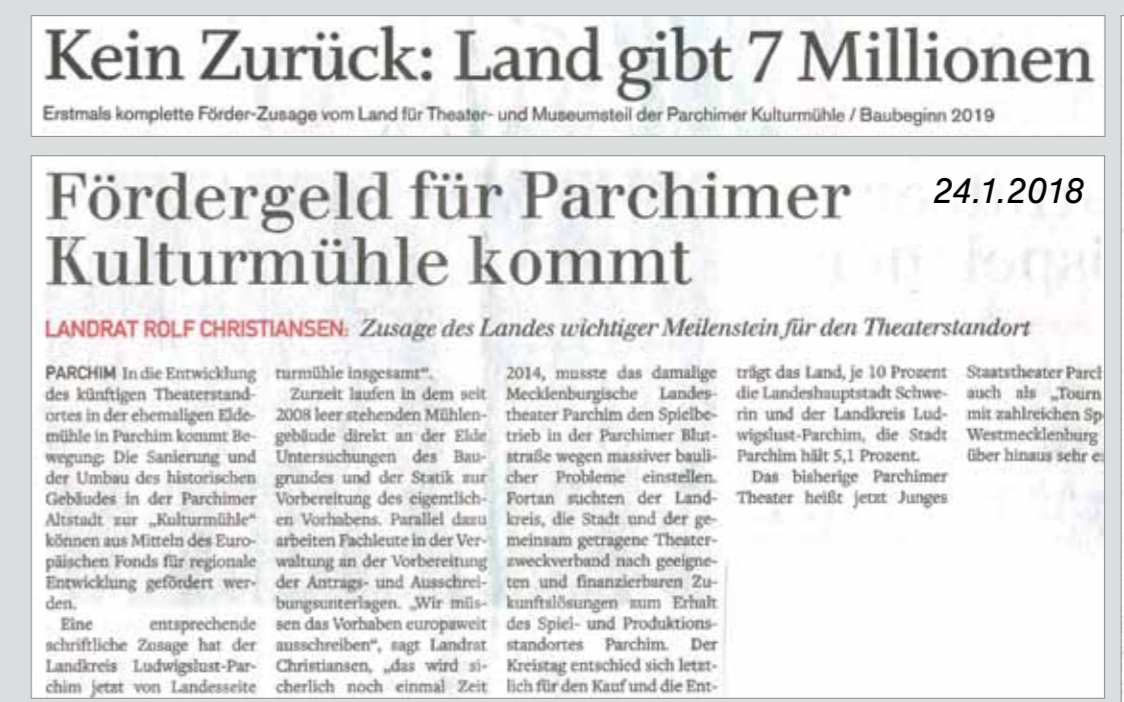 Kein Zurück: Land gibt 7 Millionen
Erstmals komplette Förder-Zusage vom Land für Theater- und Museumsteil der Parchimer Kulturmühle / Baubeginn 2019
Fördergeld für Parchimer
Kulturmühle kommt
24.1.2018
LANDRAT ROLF CHRISTIANSEN: Zusage des Landes wichtiger Meilenstein für den Theaterstandort
PARCHIM In die Entwicklung
des künftigen Theaterstand-
ortes in der ehemaligen Elde-
mühle in Parchim kommt Be-
wegung: Die Sanierung und
der Umbau des historischen
Gebäudes in der Parchimer
Altstadt zur „Kulturmühle“
können aus Mitteln des Euro-
päischen Fonds für regionale
Entwicklung gefördert wer-
den.
Eine entsprechende
schriftliche Zusage hat der
Landkreis Ludwigslust-Par-
chim jetzt von Landesseite
turmühle insgesamt“.
Zurzeit laufen in dem seit
2008 leer stehenden Mühlen-
gebäude direkt an der Elde
Untersuchungen des Bau-
grundes und der Statik zur
Vorbereitung des eigentlich-
en Vorhabens. Parallel dazu
arbeiten Fachleute in der Ver-
waltung an der Vorbereitung
der Antrags- und Ausschrei-
bungsunterlagen. „Wir müs-
sen das Vorhaben europaweit
ausschreiben“, sagt Landrat
Christiansen, „das wird si-
cherlich noch einmal Zeit
2014, musste das damalige
Mecklenburgische Landes-
theater Parchim den Spielbe-
trieb in der Parchimer Blut-
straße wegen massiver bauli-
cher Probleme einstellen.
Fortan suchten der Land-
kreis, die Stadt und der ge-
meinsam getragene Theater-
zweckverband nach geeigne-
ten und finanzierbaren Zu-
kunftslösungen zum Erhalt
des Spiel- und Produktions-
standortes Parchim. Der
Kreistag entschied sich letzt-
lich für den Kauf und die Ent-
trägt das Land, je 10 Prozent
die Landeshauptstadt Schwe-
rin und der Landkreis Lud-
wigslust-Parchim, die Stadt
Parchim hält 5,1 Prozent.
Das bisherige Parchimer
Theater heißt jetzt Junges
Staatstheater Parch
auch als „Tourn
mit zahlreichen Sp
Westmecklenburg
über hinaus sehr e